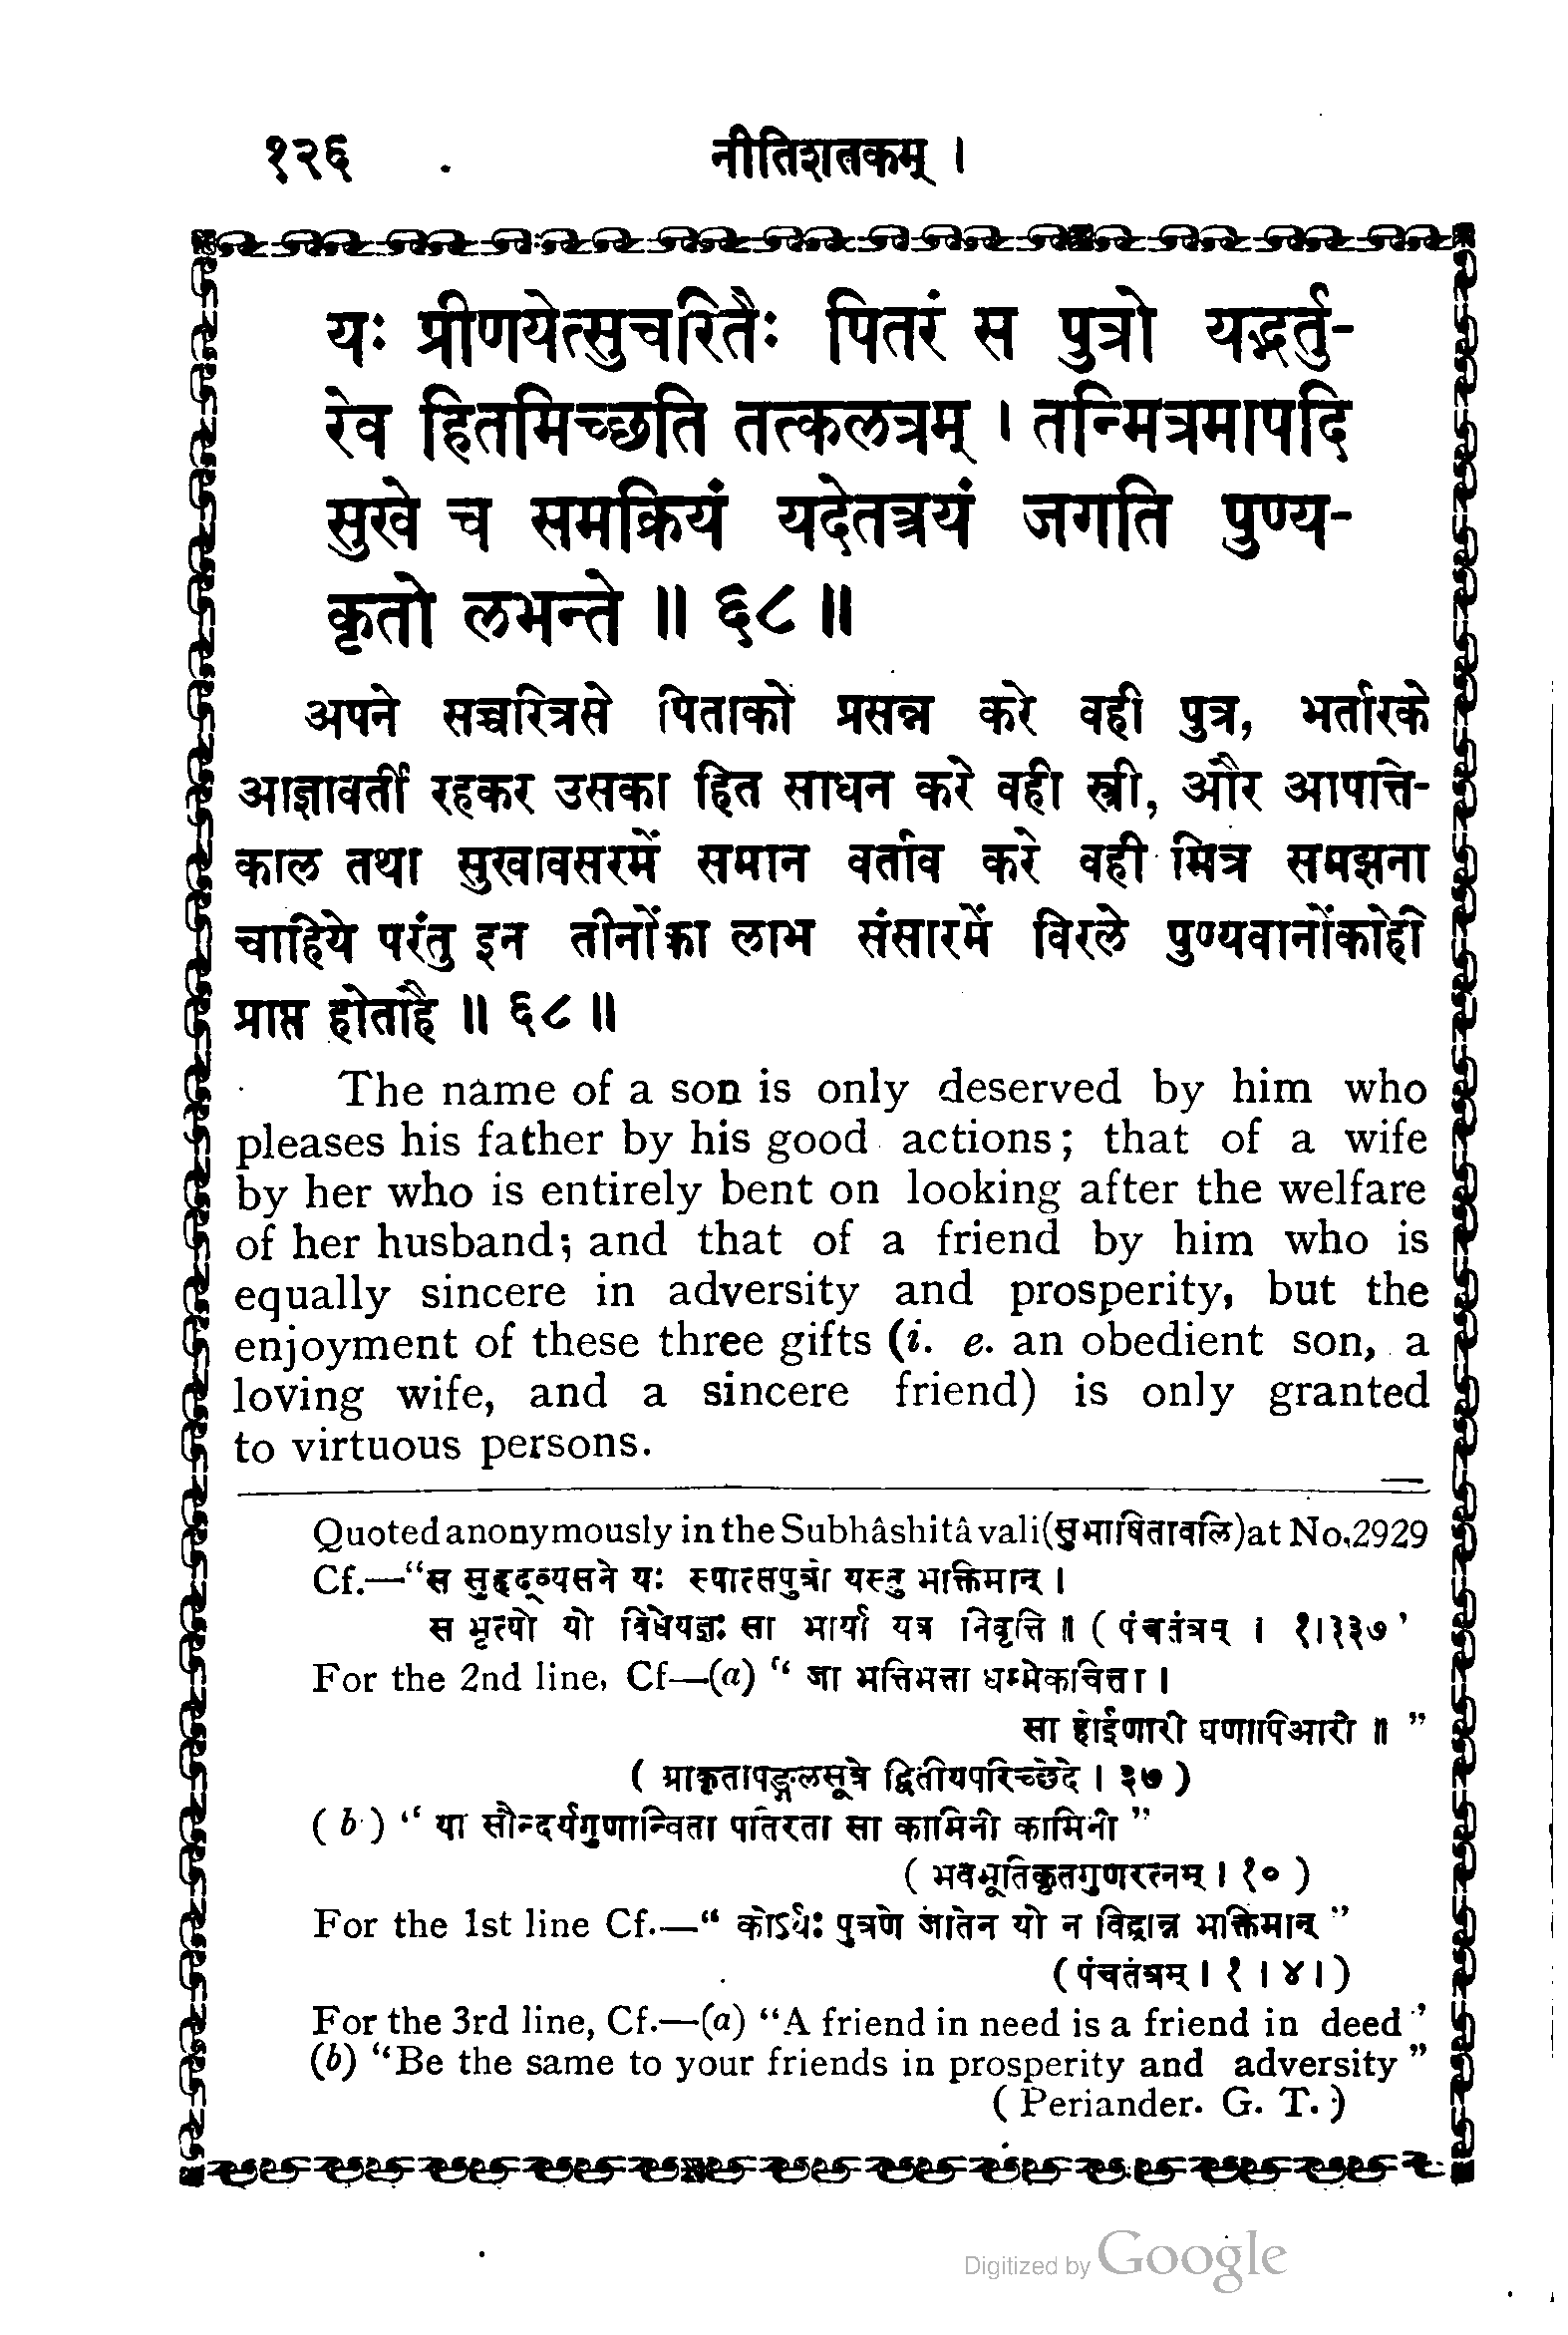 १२६ नीतिशतकम् ।
यः प्रीणयेत्सुचरितैः पितरं स पुत्रो यद्भर्तु-
रेव हितमिच्छति तत्कलत्रम् । तन्मित्रमापदि
सुखे च समक्रियं यदेतत्रयं जगति पुण्य-
कृतो लभन्ते ॥ ६८ ॥
अपने सच्चरित्रसे पिताको प्रसन्न करे वही पुत्र, भर्तारके
आज्ञावर्ती रहकर उसका हित साधन करे वही स्त्री, और आपत्ति-
काल तथा सुखावसरमें समान वर्ताव करे वही मित्र समझना
चाहिये परंतु इन तीनोंका लाभ संसारमें विरले पुण्यवानोंकोही
प्राप्त होताहै ॥ ६८ ॥
The name of a son is only deserved by him who
pleases his father by his good actions; that of a wife
by her who is entirely bent on looking after the welfare
of her husband; and that of a friend by him who is
equally sincere in adversity and prosperity, but the
enjoyment of these three gifts (i. e. an obedient son, a
loving wife, and a sincere friend) is only granted
to virtuous persons.
Quoted anonymously in the Subhâshitâvali(सुभाषितावलि)at No.2929
Cf.—“स सुहृद्व्यसने यः स्यात्सपुत्रो यस्तु भक्तिमान् ।
स भृत्यो यो विधेयज्ञः सा भार्या यत्र निवृत्ति ॥ ( पंचतंत्रम् । १।३३७ ’
For the 2nd line, Cf—(a) “ जा भत्तिभत्ता धम्मेकचित्ता ।
सा होईणारी धणापिआरी ॥ ”
( प्राकृतपिङ्गलसूत्रे द्वितीयपरिच्छेदे । ३७ )
(b) “ या सौन्दर्यगुणान्विता पतिरता सा कामिनी कामिनी ”
( भवभूतिकृतगुणरत्नम् । १० )
For the 1st line Cf.—“ कोऽर्थः पुत्रेण जातेन यो न विद्वान्न भक्तिमान् ”
(पंचतंत्रम् । १ । ४ ।)
For the 3rd line, Cf.—(a) “A friend in need is a friend in deed’
(b) “Be the same to your friends in prosperity and adversity ”
( Periander. G. T. )
Digitized by Google